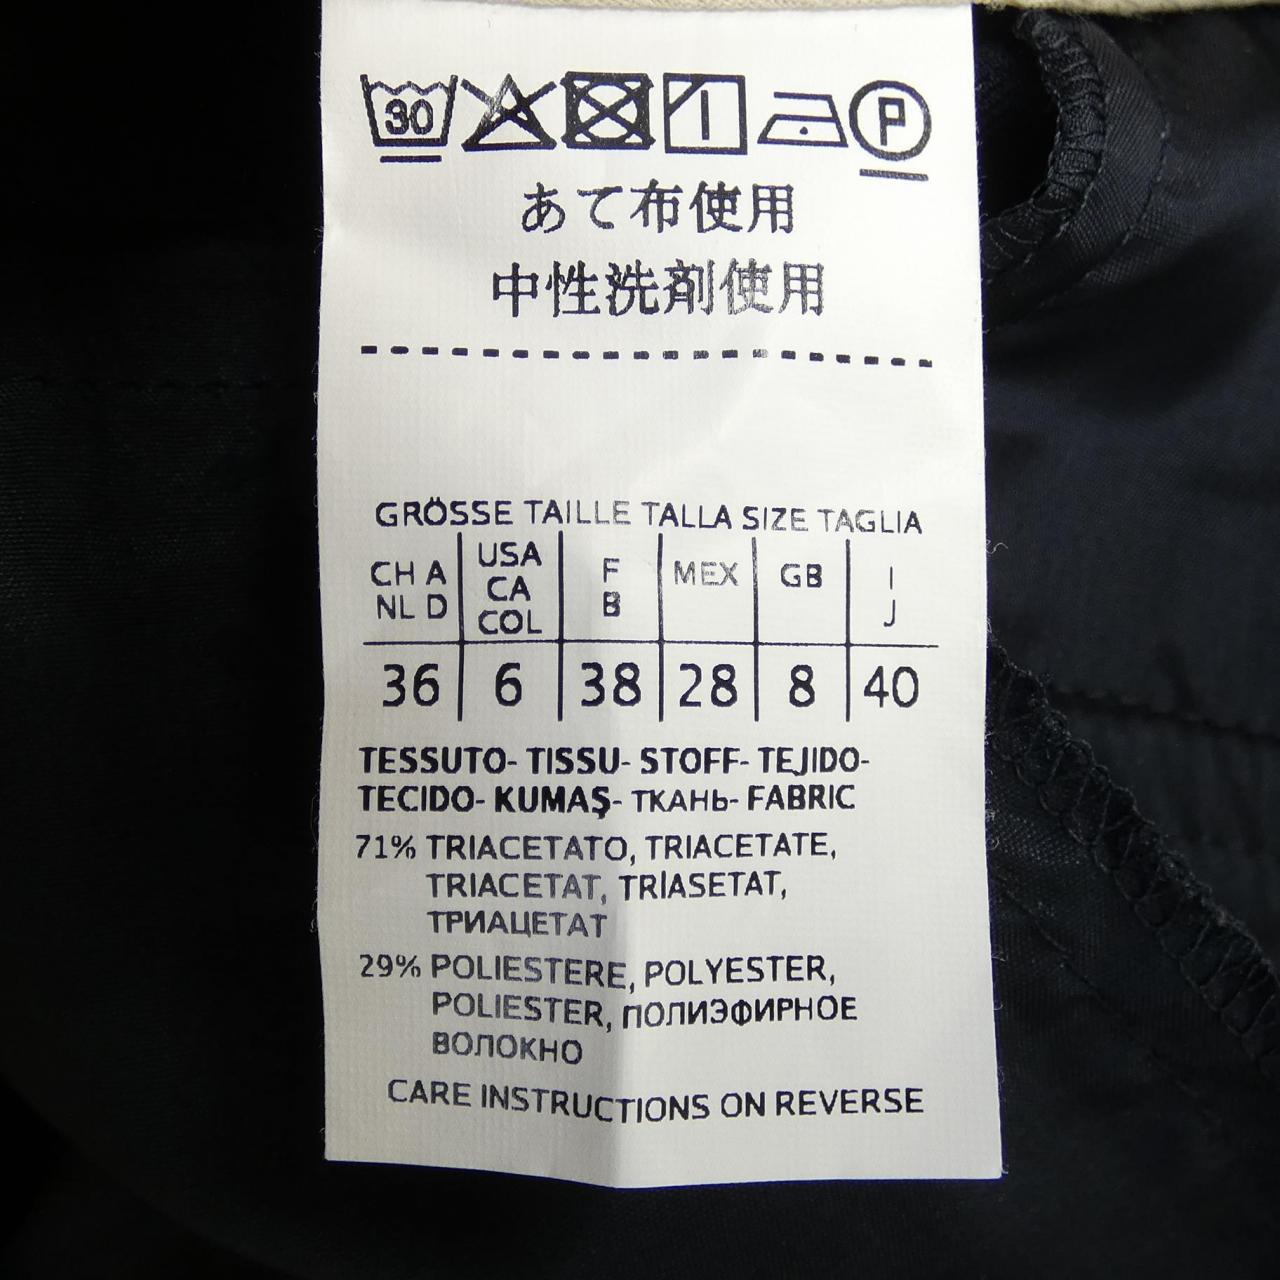 30 P
あて布使用
中性洗剤使用
GRÖSSE TAILLE TALLA SIZE TAGLIA
CH A NL D USA CA COL F B MEX GB I J
36 6 38 28 8 40
TESSUTO- TISSU- STOFF- TEJIDO-
TECIDO- KUMAŞ- ТКАНЬ- FABRIC
71% TRIACETATO, TRIACETATE,
TRIACETAT, TRİASETAT,
ТРИАЦЕТАТ
29% POLIESTERE, POLYESTER,
POLIESTER, ПОЛИЭФИРНОЕ
ВОЛОКНО
CARE INSTRUCTIONS ON REVERSE